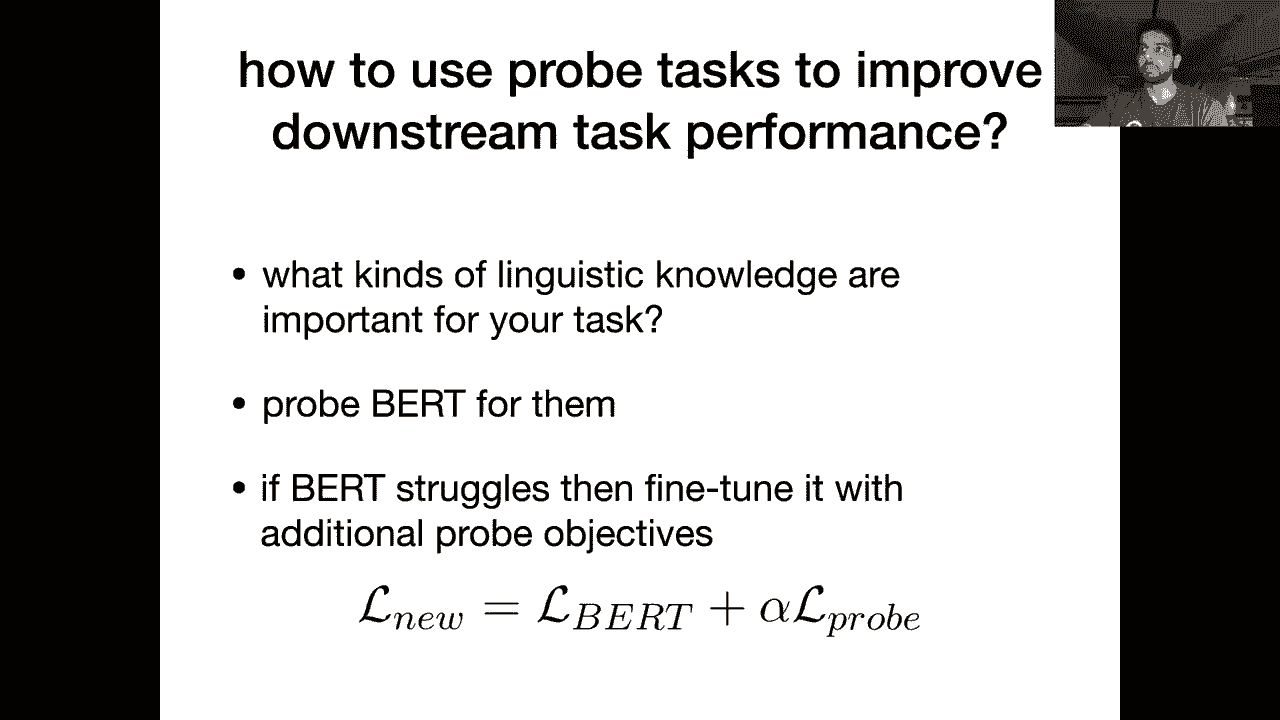 how to use probe tasks to improve
downstream task performance?
• what kinds of linguistic knowledge are
important for your task?
• probe BERT for them
• if BERT struggles then fine-tune it with
additional probe objectives
$\mathcal{L}_{new} = \mathcal{L}_{BERT} + \alpha\mathcal{L}_{probe}$